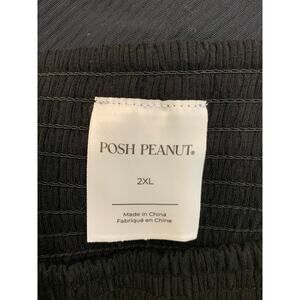 POSH PEANUT®
2XL
Made in China
Fabriqué en Chine